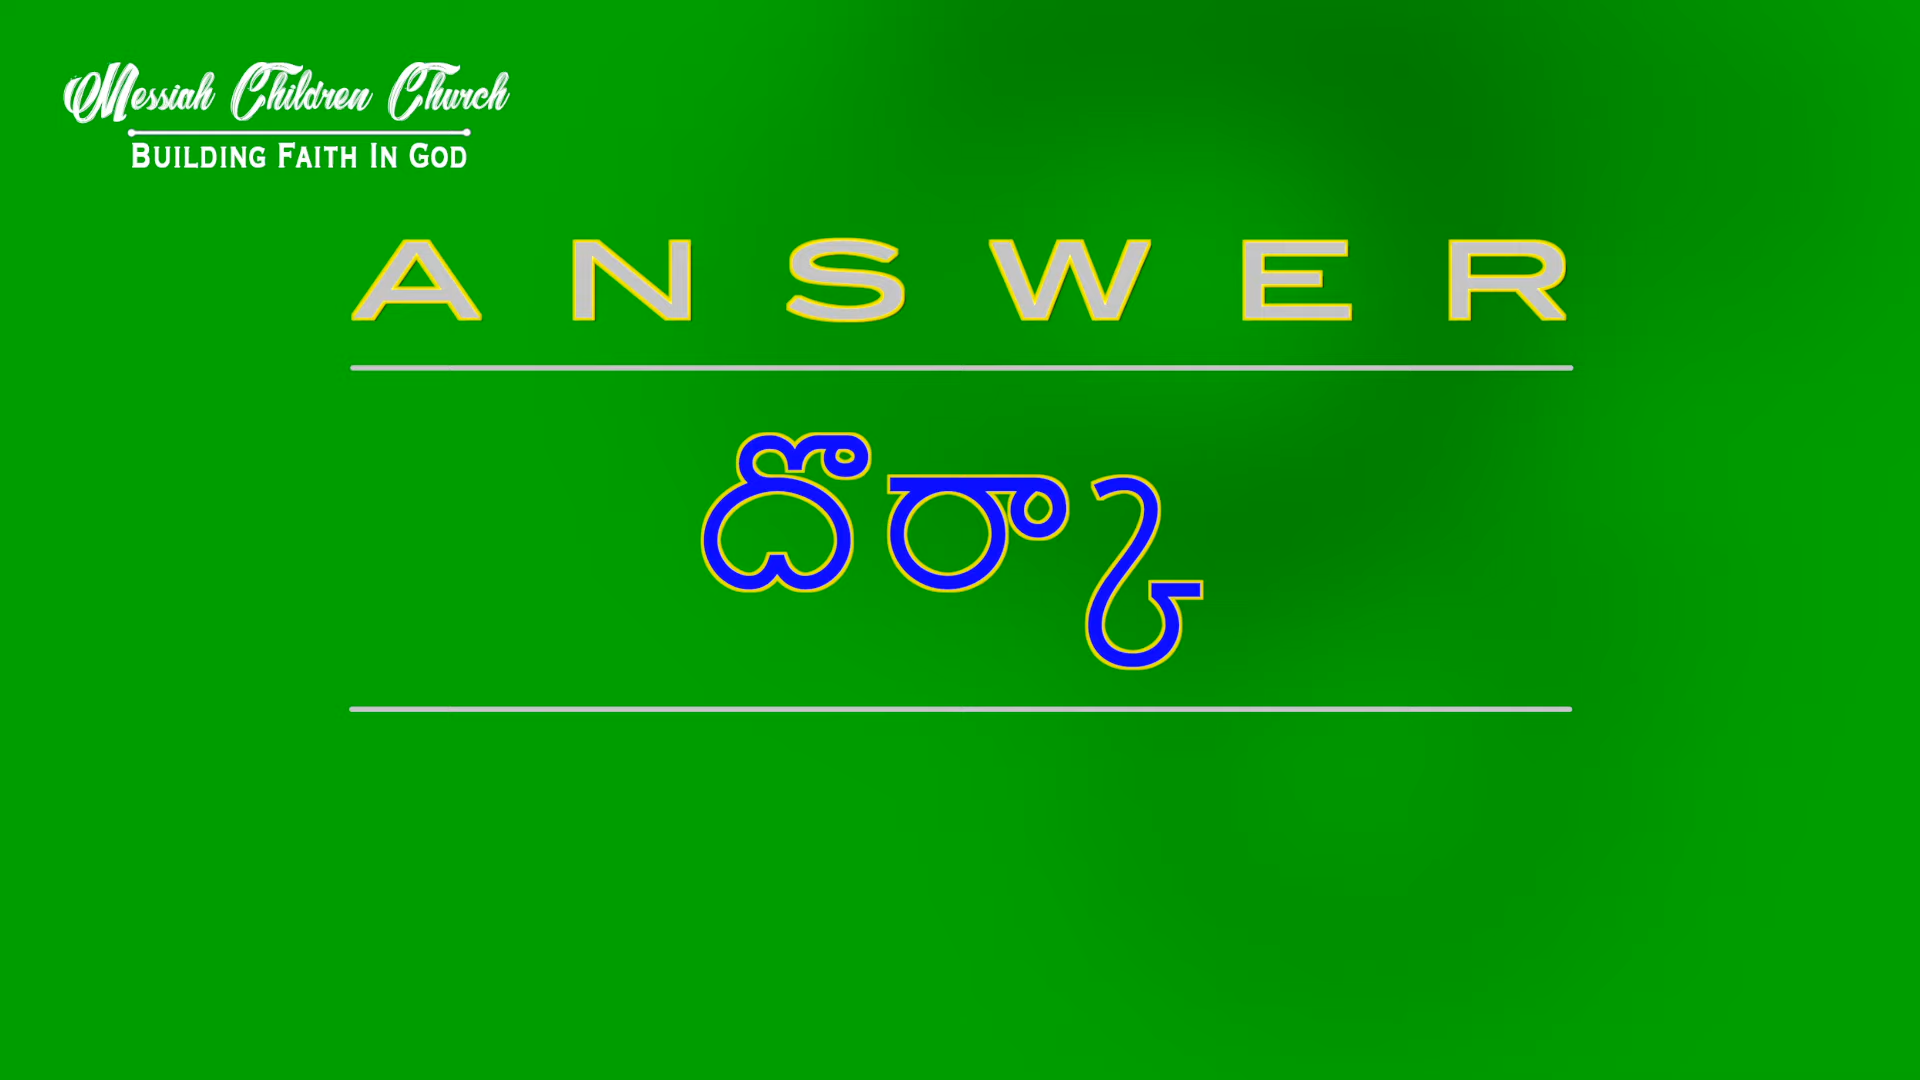 Messiah Children Church
Building Faith In God
ANSWER
దొర్కా